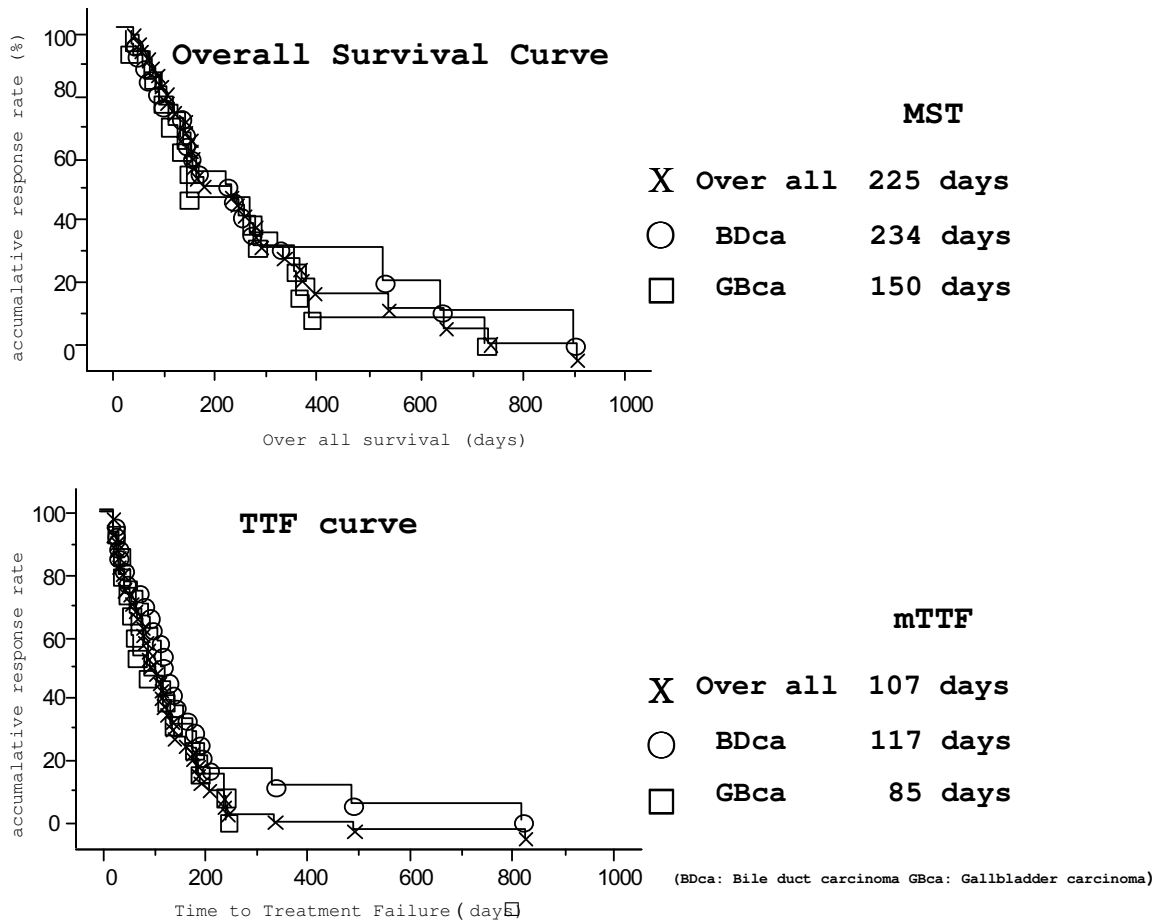 Overall Survival Curve
accumulative response rate (%)
100
80
60
40
20
0
0 200 400 600 800 1000
Over all survival (days)
MST
X Over all 225 days
○ BDca 234 days
□ GBca 150 days
TTF curve
accumulative response rate
100
80
60
40
20
0
0 200 400 600 800 1000
Time to Treatment Failure( days□
mTTF
X Over all 107 days
○ BDca 117 days
□ GBca 85 days
(BDca: Bile duct carcinoma GBca: Gallbladder carcinoma)